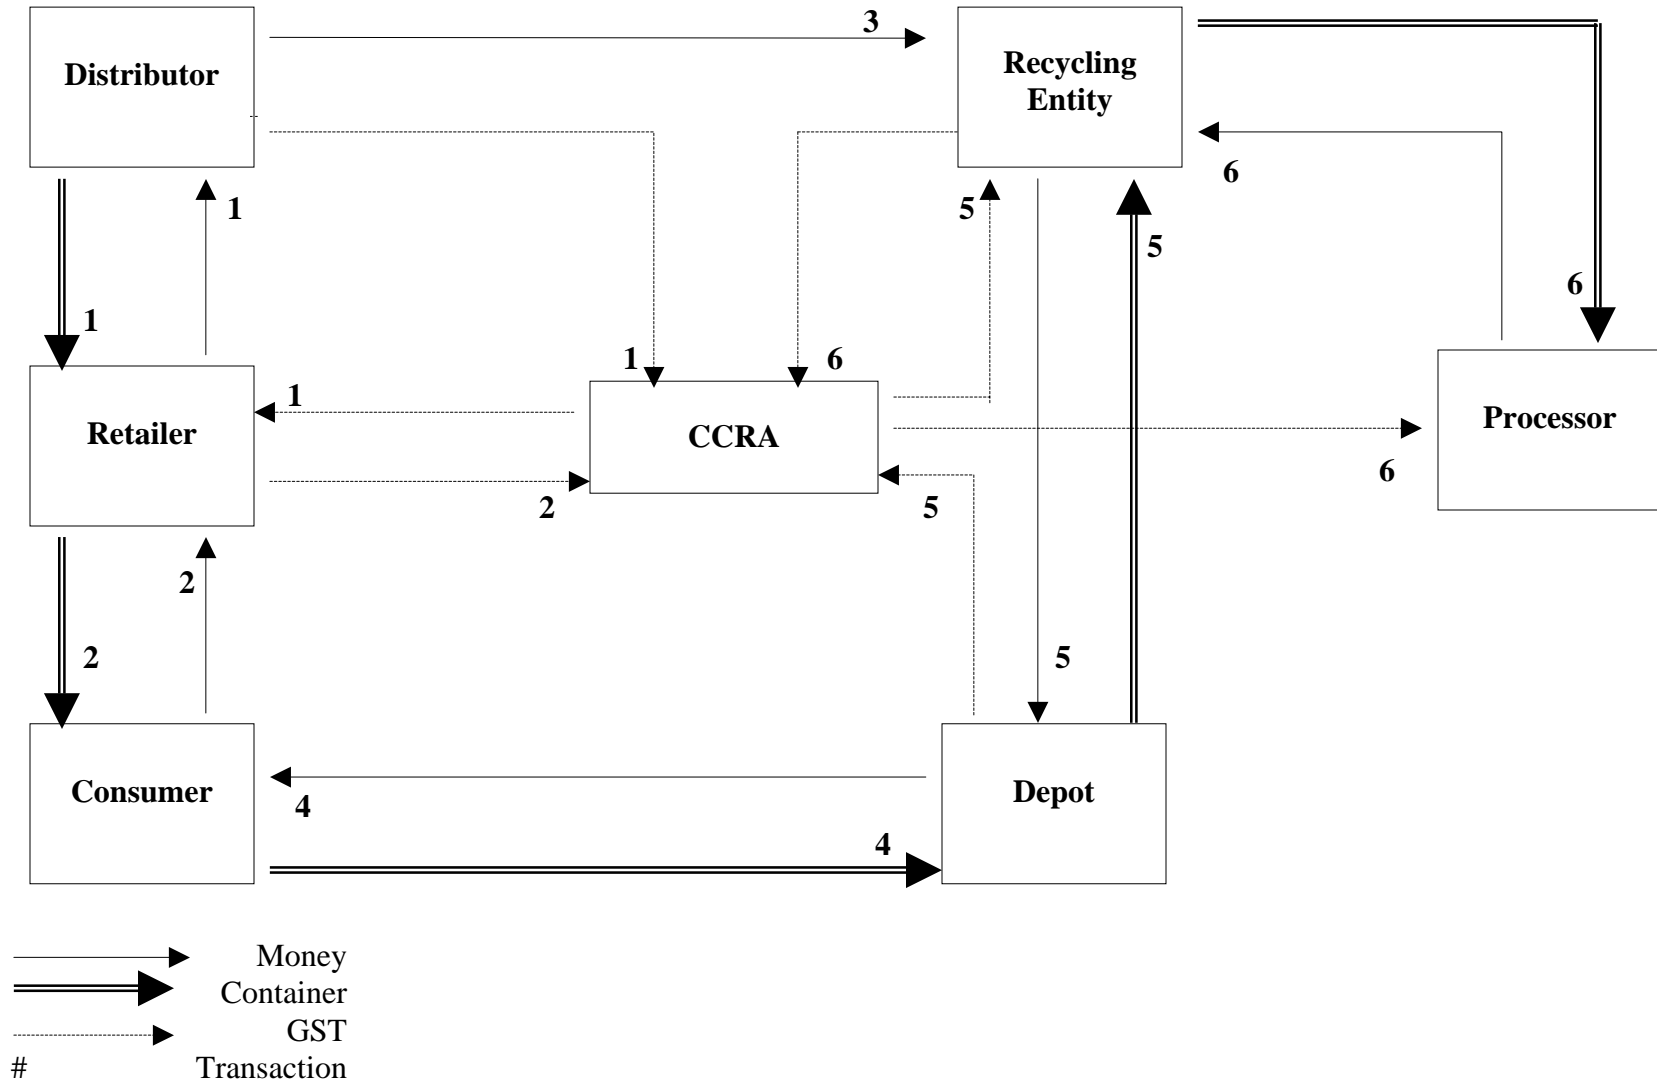 3
Distributor
Recycling
Entity
6
1
5
5
6
1
1
6
1
Retailer
CCRA
Processor
2
5
6
2
2
5
Consumer
Depot
4
4
Money
Container
GST
# Transaction